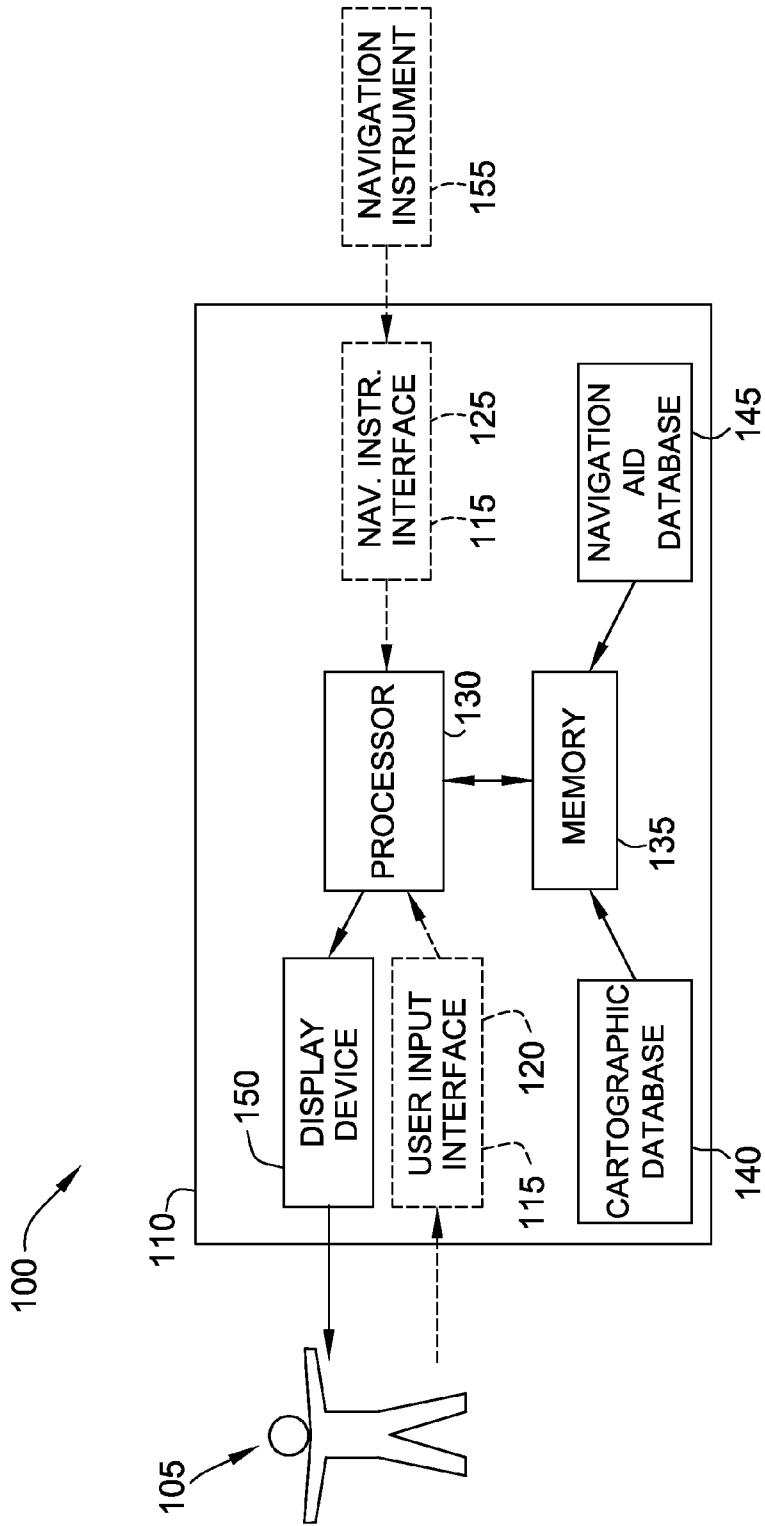 100
105
110
150
DISPLAY
DEVICE
USER INPUT
INTERFACE
115
120
CARTOGRAPHIC
DATABASE
140
PROCESSOR
130
MEMORY
135
NAV. INSTR.
INTERFACE
115
125
NAVIGATION
AID
DATABASE
145
NAVIGATION
INSTRUMENT
155